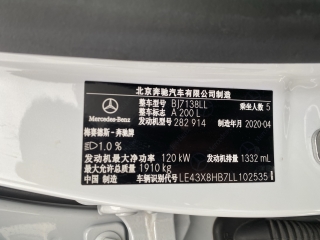 北京奔驰汽车有限公司制造
整车型号 BJ7138LL 乘坐人数 5
整车型号 A 200 L
发动机型号 282 914 制造年月 2020-04
Mercedes-Benz
梅赛德斯-奔驰牌
1.0 %
发动机最大净功率 120 kW 发动机排量 1332 mL
最大允许总质量 1910 kg
中国 制造 车辆识别代号 LE43X8HB7LL102535